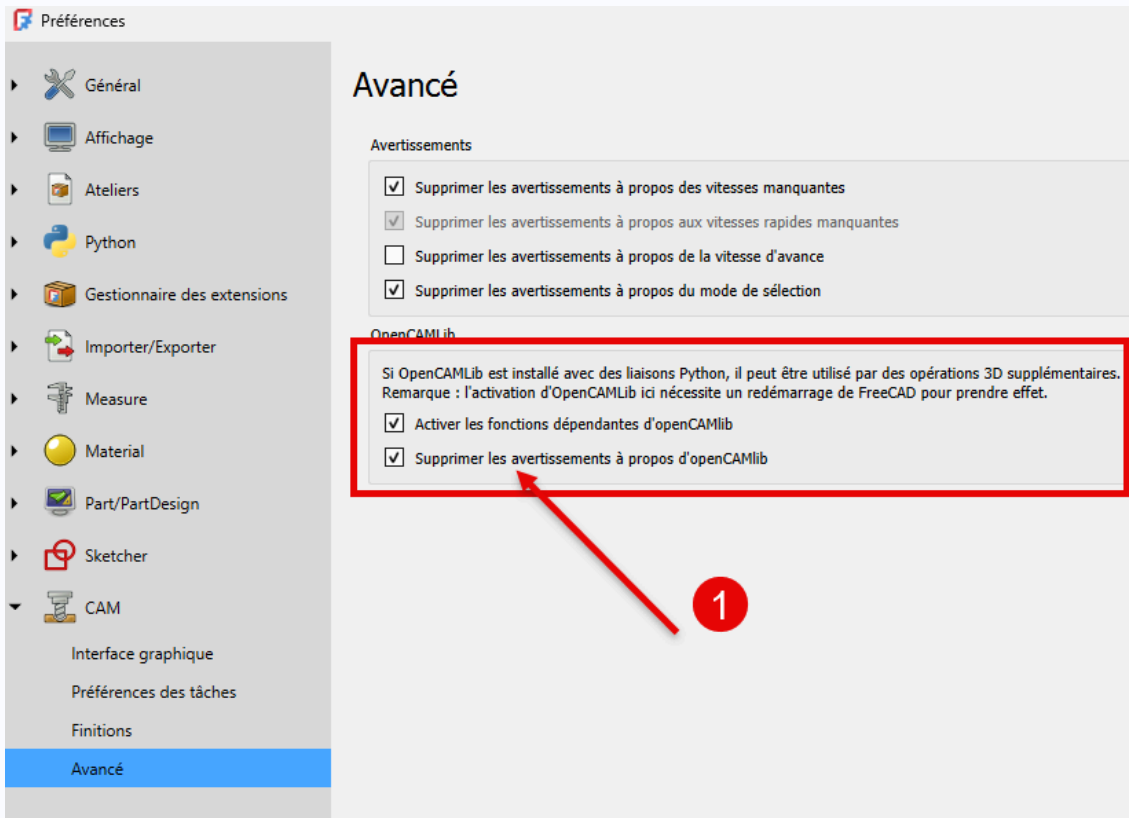 Préférences
Général
Affichage
Ateliers
Python
Gestionnaire des extensions
Importer/Exporter
Measure
Material
Part/PartDesign
Sketcher
CAM
Interface graphique
Préférences des tâches
Finitions
Avancé
Avancé
Avertissements
Supprimer les avertissements à propos des vitesses manquantes
Supprimer les avertissements à propos aux vitesses rapides manquantes
Supprimer les avertissements à propos de la vitesse d'avance
Supprimer les avertissements à propos du mode de sélection
OpenCAMLib
Si OpenCAMLib est installé avec des liaisons Python, il peut être utilisé par des opérations 3D supplémentaires.
Remarque : l'activation d'OpenCAMLib ici nécessite un redémarrage de FreeCAD pour prendre effet.
Activer les fonctions dépendantes d'openCAMlib
Supprimer les avertissements à propos d'openCAMlib
1